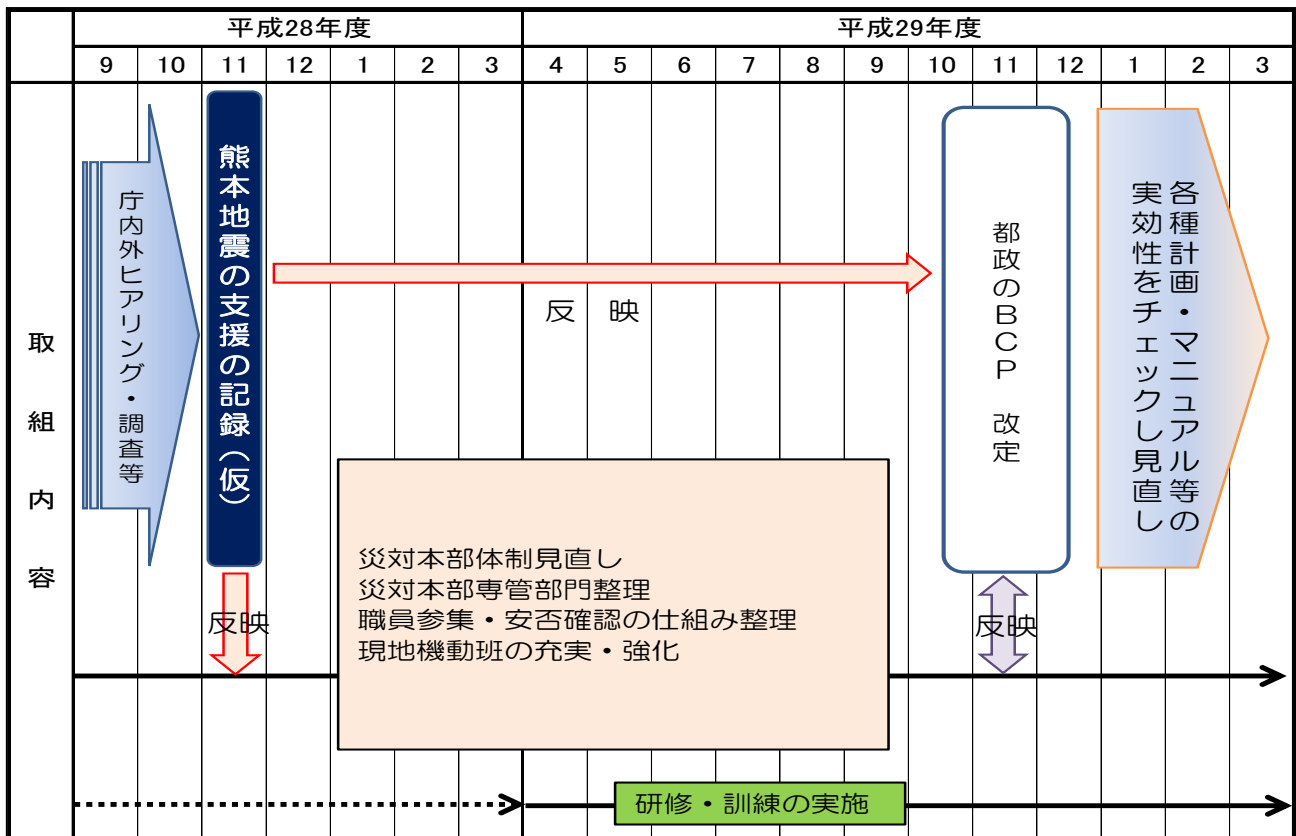 平成28年度
平成29年度
9 10 11 12 1 2 3 4 5 6 7 8 9 10 11 12 1 2 3
取組内容
庁内外ヒアリング・調査等
熊本地震の支援の記録(仮)
反映
都政のBCP 改定
各種計画・マニュアル等の
実効性をチェックし見直し
災対本部体制見直し
災対本部専管部門整理
職員参集・安否確認の仕組み整理
現地機動班の充実・強化
反映
反映
研修・訓練の実施